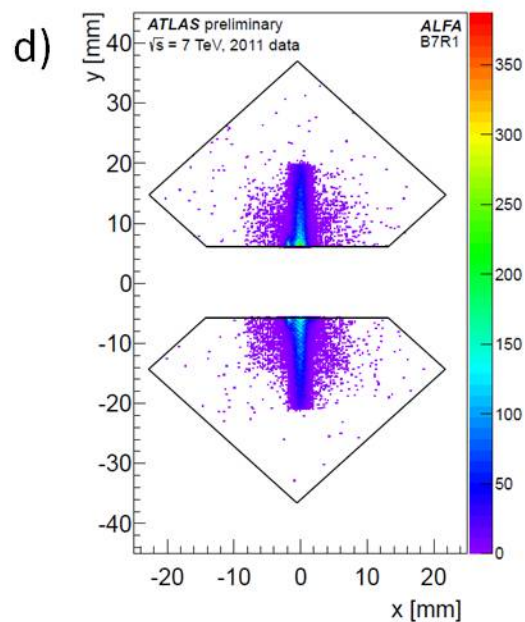 d)
ATLAS preliminary
√s = 7 TeV, 2011 data
ALFA
B7R1
y [mm]
40
30
20
10
0
-10
-20
-30
-40
-20 -10 0 10 20
x [mm]
350
300
250
200
150
100
50
0